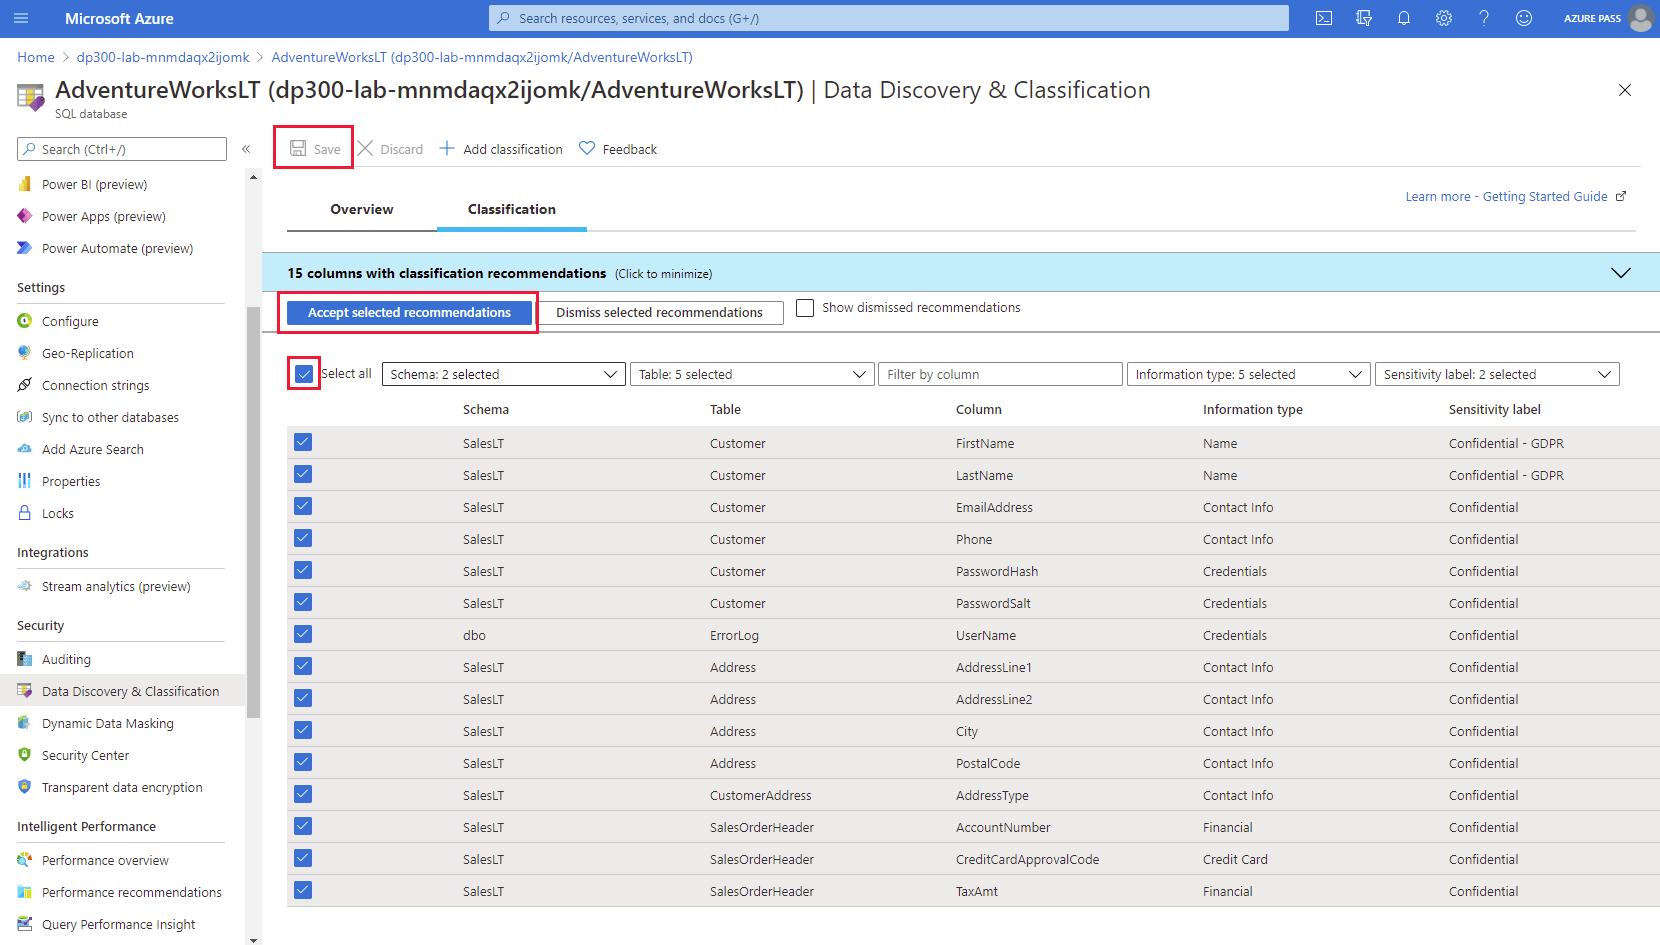 Microsoft Azure
Search resources, services, and docs (G+/)
AZURE PASS
Home > dp300-lab-mnmdaqx2ijomk > AdventureWorksLT (dp300-lab-mnmdaqx2ijomk/AdventureWorksLT)
AdventureWorksLT (dp300-lab-mnmdaqx2ijomk/AdventureWorksLT) | Data Discovery & Classification
SQL database
Search (Ctrl+/)
«
Power BI (preview)
Power Apps (preview)
Power Automate (preview)
Settings
Configure
Geo-Replication
Connection strings
Sync to other databases
Add Azure Search
Properties
Locks
Integrations
Stream analytics (preview)
Security
Auditing
Data Discovery & Classification
Dynamic Data Masking
Security Center
Transparent data encryption
Intelligent Performance
Performance overview
Performance recommendations
Query Performance Insight
Save Discard Add classification Feedback
Learn more - Getting Started Guide
Overview Classification
15 columns with classification recommendations (Click to minimize)
Accept selected recommendations Dismiss selected recommendations Show dismissed recommendations
Select all Schema: 2 selected Table: 5 selected Filter by column Information type: 5 selected Sensitivity label: 2 selected
Schema Table Column Information type Sensitivity label
SalesLT Customer FirstName Name Confidential - GDPR
SalesLT Customer LastName Name Confidential - GDPR
SalesLT Customer EmailAddress Contact Info Confidential
SalesLT Customer Phone Contact Info Confidential
SalesLT Customer PasswordHash Credentials Confidential
SalesLT Customer PasswordSalt Credentials Confidential
dbo ErrorLog UserName Credentials Confidential
SalesLT Address AddressLine1 Contact Info Confidential
SalesLT Address AddressLine2 Contact Info Confidential
SalesLT Address City Contact Info Confidential
SalesLT Address PostalCode Contact Info Confidential
SalesLT CustomerAddress AddressType Contact Info Confidential
SalesLT SalesOrderHeader AccountNumber Financial Confidential
SalesLT SalesOrderHeader CreditCardApprovalCode Credit Card Confidential
SalesLT SalesOrderHeader TaxAmt Financial Confidential